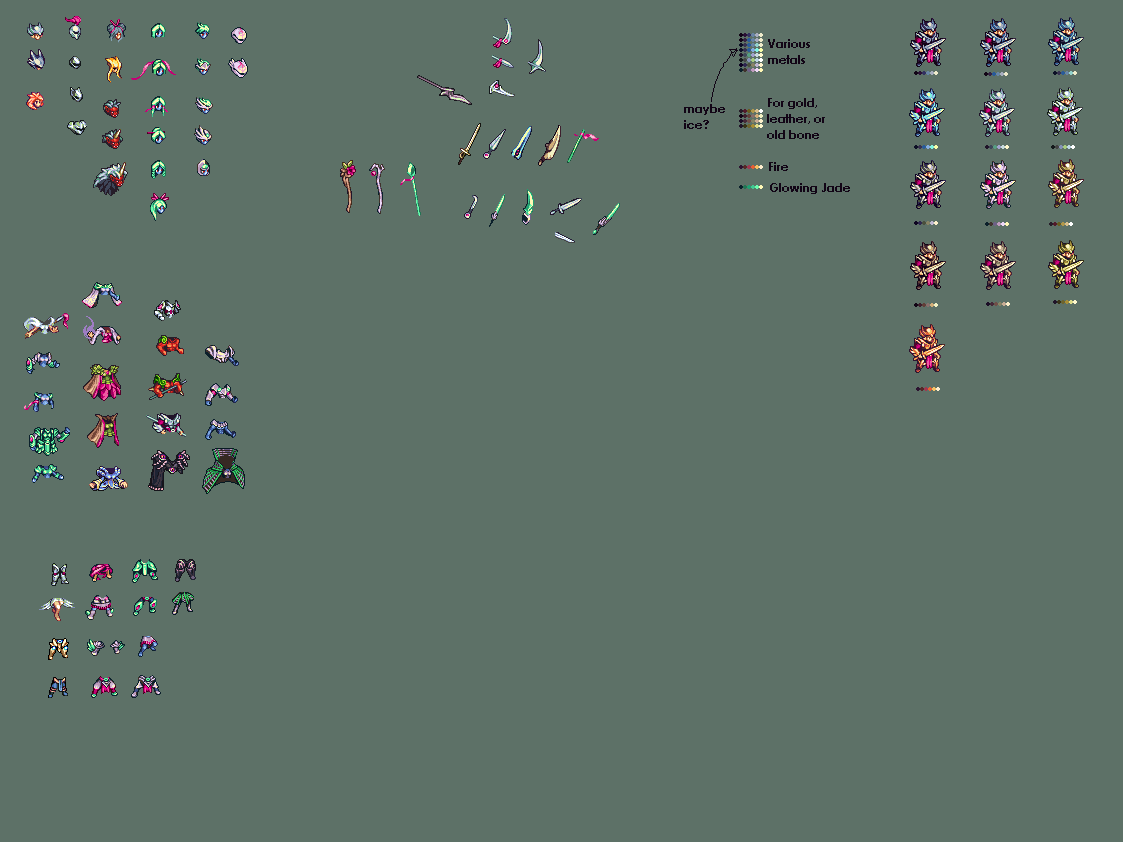 Various
metals
maybe
ice?
For gold,
leather, or
old bone
Fire
Glowing Jade